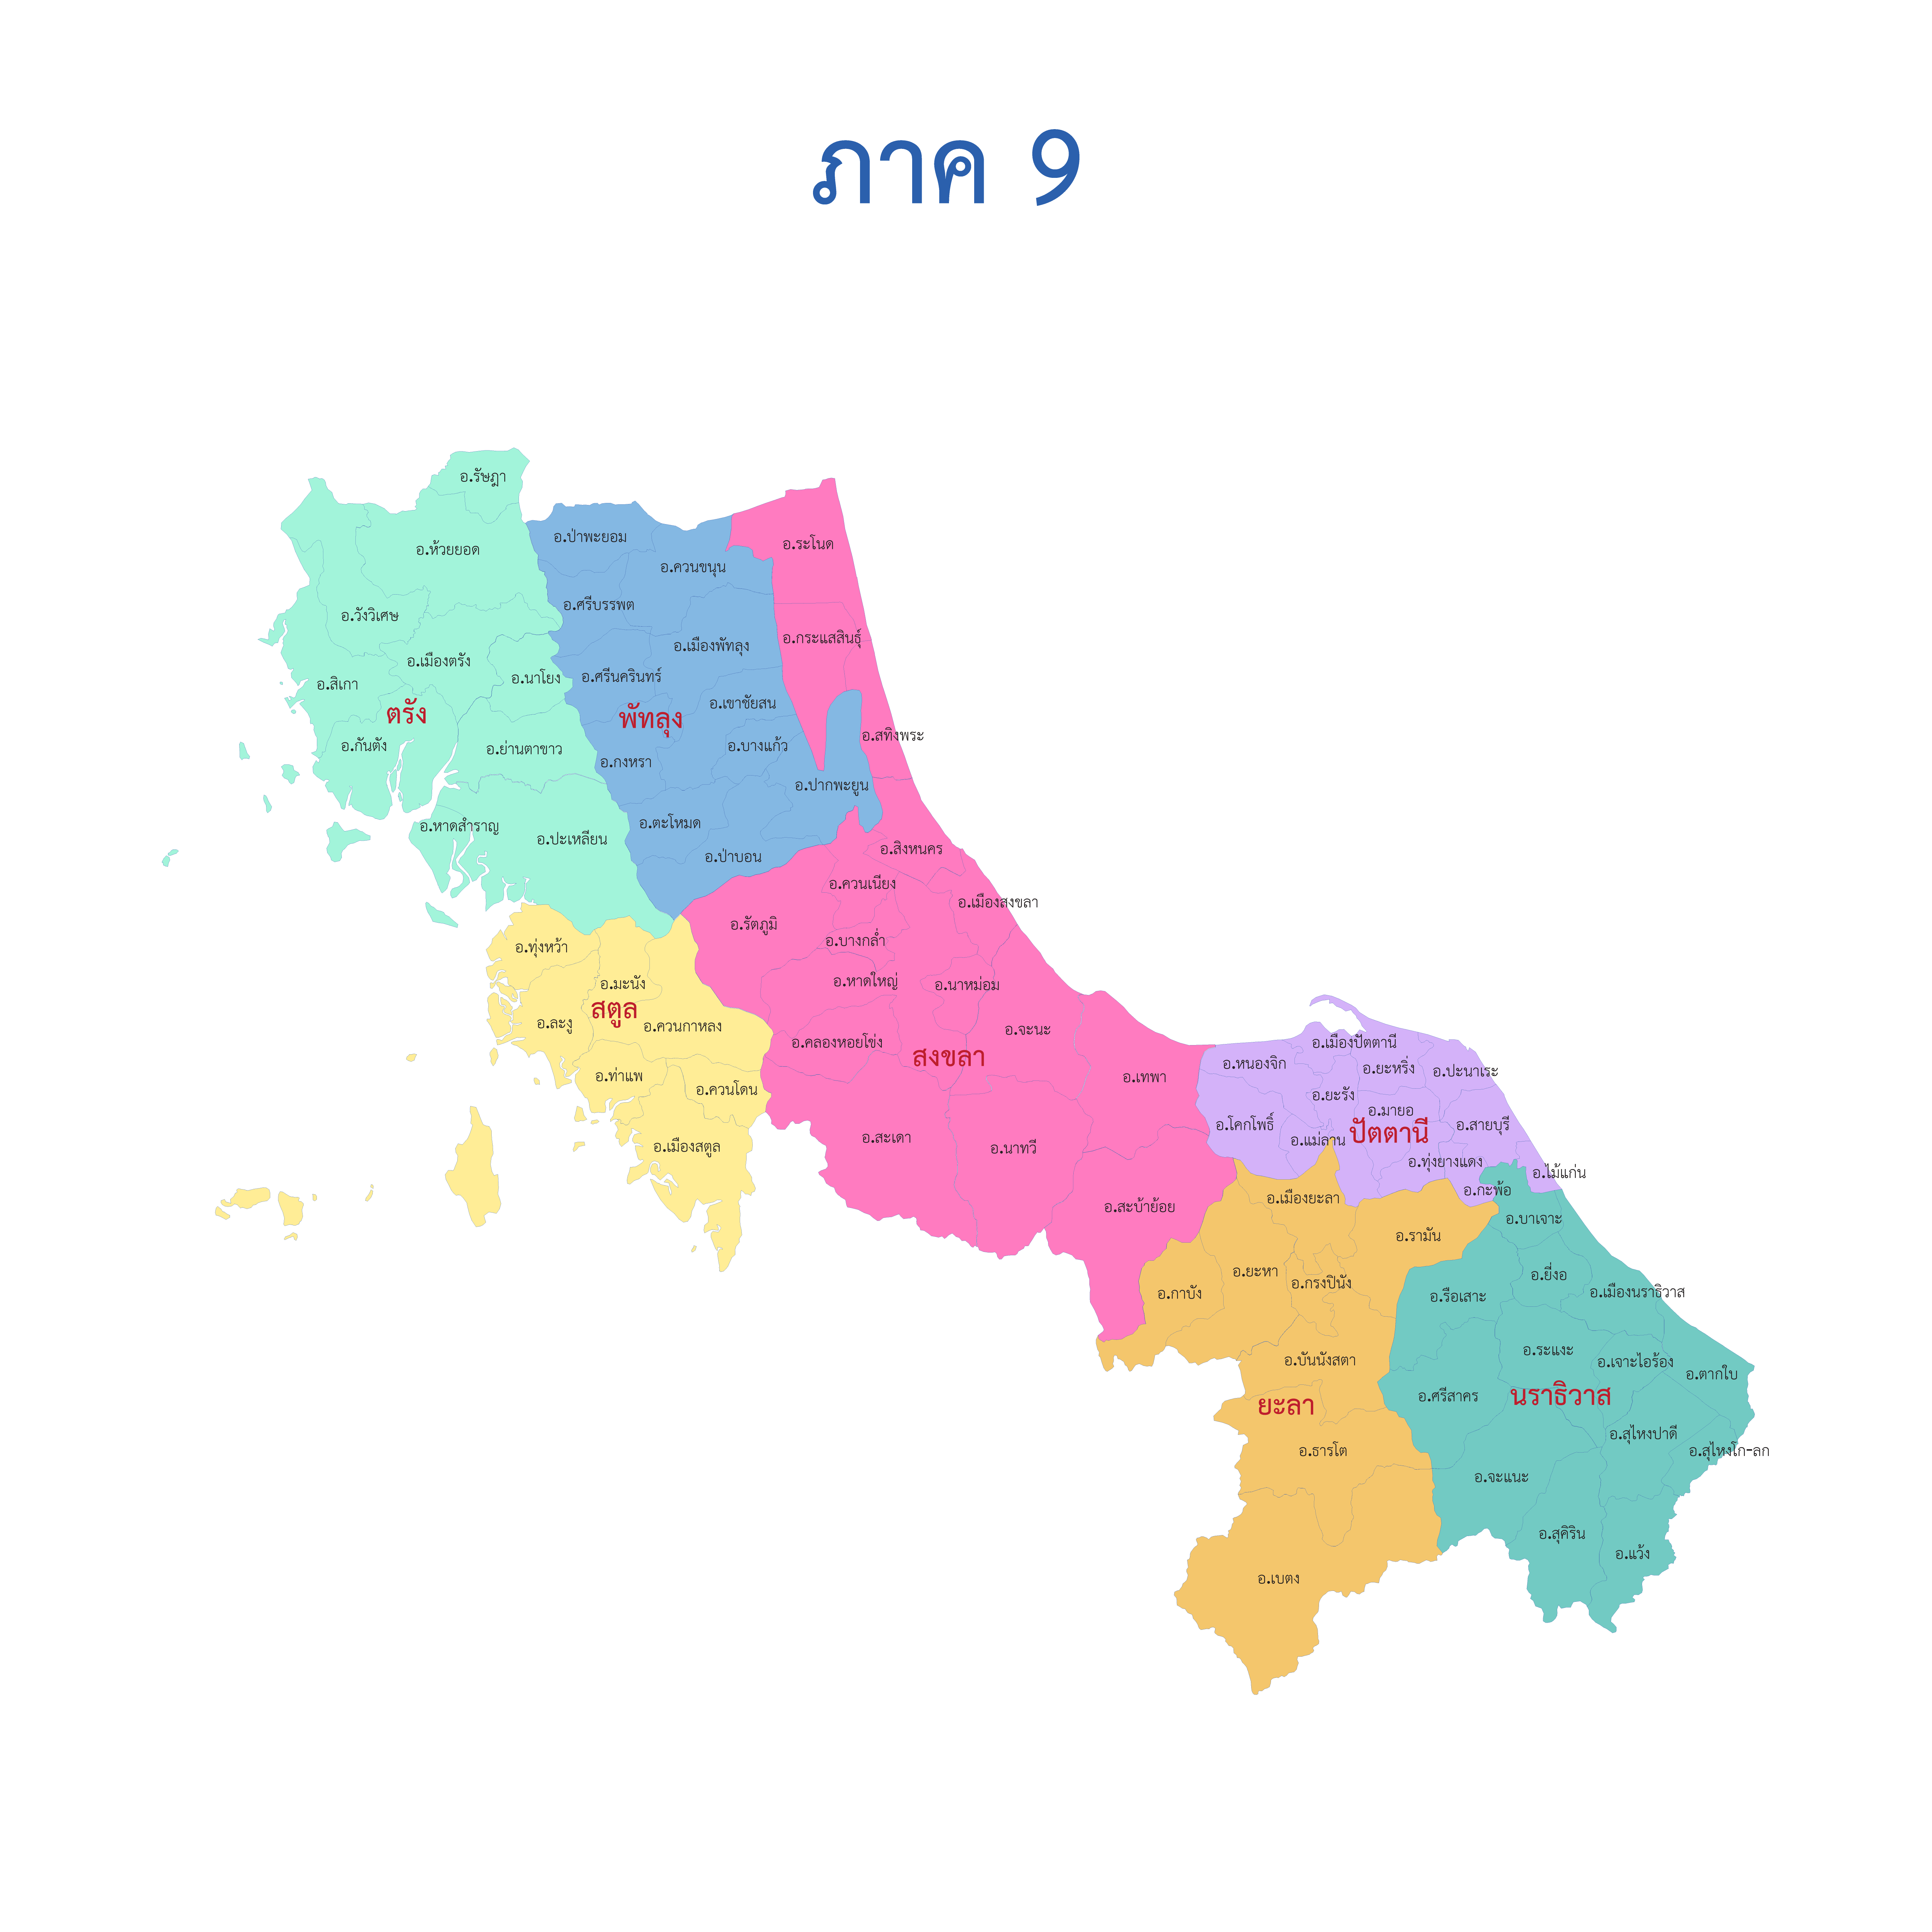 ภาค 9
อ.รัษฎา
อ.ห้วยยอด
อ.วังวิเศษ
อ.เมืองตรัง
อ.นาโยง
อ.สิเกา
ตรัง
อ.กันตัง
อ.ย่านตาขาว
อ.หาดสำราญ
อ.ปะเหลียน
อ.ป่าพะยอม
อ.ควนขนุน
อ.ศรีบรรพต
อ.เมืองพัทลุง
อ.ศรีนครินทร์
อ.เขาชัยสน
พัทลุง
อ.บางแก้ว
อ.กงหรา
อ.ปากพะยูน
อ.ตะโหมด
อ.ป่าบอน
อ.ระโนด
อ.กระแสสินธุ์
อ.สทิงพระ
อ.สิงหนคร
อ.ควนเนียง
อ.เมืองสงขลา
อ.รัตภูมิ
อ.บางกล่ำ
อ.หาดใหญ่
อ.นาหม่อม
อ.จะนะ
อ.คลองหอยโข่ง
สงขลา
อ.เทพา
อ.สะเดา
อ.นาทวี
อ.สะบ้าย้อย
อ.ทุ่งหว้า
อ.มะนัง
สตูล
อ.ละงู
อ.ควนกาหลง
อ.ท่าแพ
อ.ควนโดน
อ.เมืองสตูล
อ.เมืองปัตตานี
อ.หนองจิก
อ.ยะหริ่ง
อ.ปะนาเระ
อ.ยะรัง
อ.มายอ
อ.โคกโพธิ์
อ.สายบุรี
ปัตตานี
อ.แม่ลาน
อ.ทุ่งยางแดง
อ.ไม้แก่น
อ.กะพ้อ
อ.เมืองยะลา
อ.รามัน
อ.ยะหา
อ.กรงปินัง
อ.กาบัง
อ.บันนังสตา
ยะลา
อ.ธารโต
อ.เบตง
อ.บาเจาะ
อ.ยี่งอ
อ.เมืองนราธิวาส
อ.รือเสาะ
อ.ระแงะ
อ.เจาะไอร้อง
อ.ตากใบ
อ.ศรีสาคร
นราธิวาส
อ.สุไหงปาดี
อ.สุไหงโก-ลก
อ.จะแนะ
อ.สุคิริน
อ.แว้ง